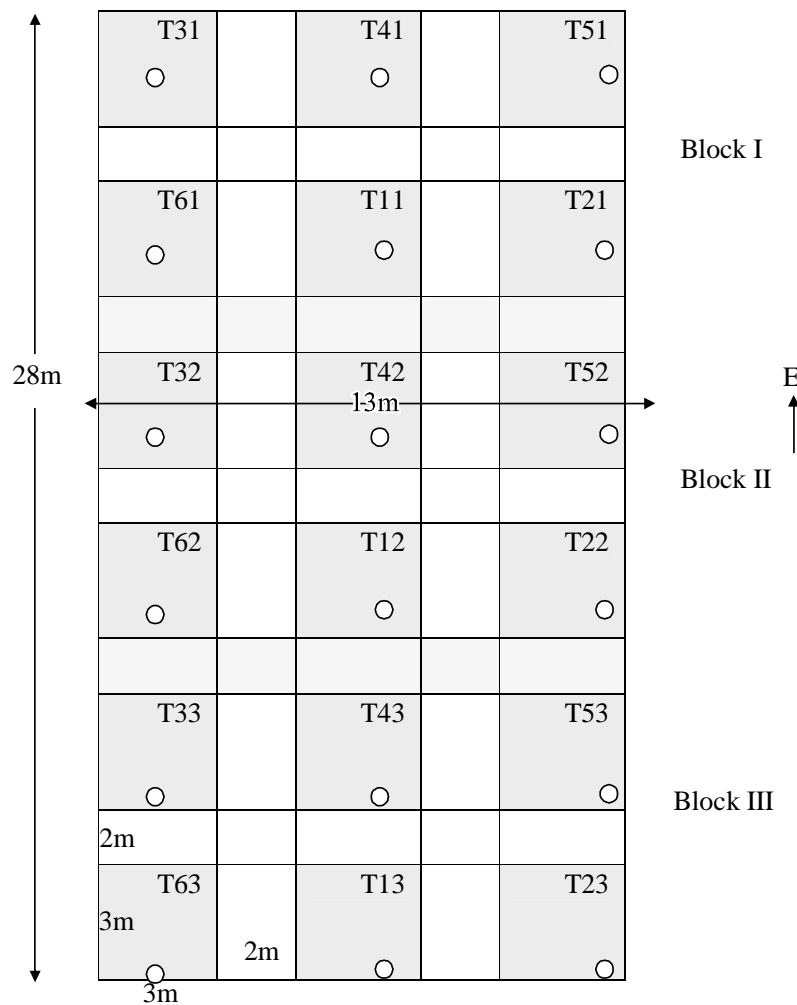 T31 T41 T51
Block I
T61 T11 T21
28m T32 T42 T52 E
13m
Block II
T62 T12 T22
T33 T43 T53
Block III
2m
T63 T13 T23
3m
2m
3m